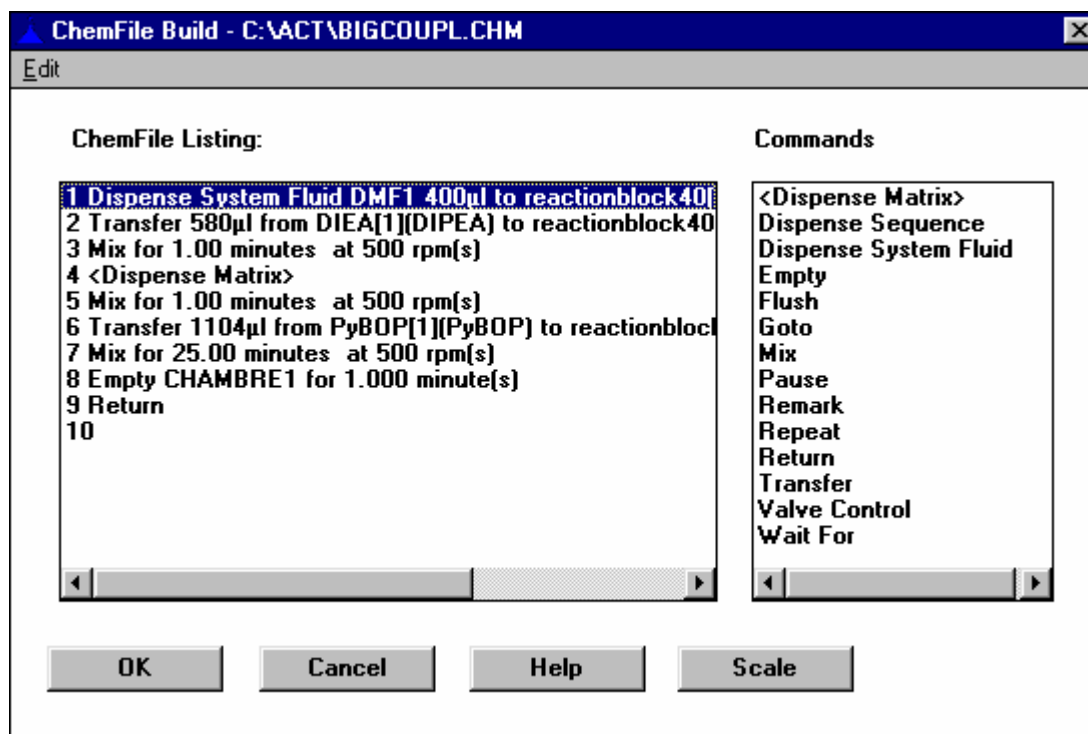 ChemFile Build - C:\ACT\BIGCOUPL.CHM
Edit
ChemFile Listing:
1 Dispense System Fluid DMF1 400µl to reactionblock40[
2 Transfer 580µl from DIEA[1](DIPEA) to reactionblock40
3 Mix for 1.00 minutes  at 500 rpm(s)
4 <Dispense Matrix>
5 Mix for 1.00 minutes  at 500 rpm(s)
6 Transfer 1104µl from PyBOP[1](PyBOP) to reactionblocl
7 Mix for 25.00 minutes  at 500 rpm(s)
8 Empty CHAMBRE1 for 1.000 minute(s)
9 Return
10
Commands
<Dispense Matrix>
Dispense Sequence
Dispense System Fluid
Empty
Flush
Goto
Mix
Pause
Remark
Repeat
Return
Transfer
Valve Control
Wait For
OK
Cancel
Help
Scale